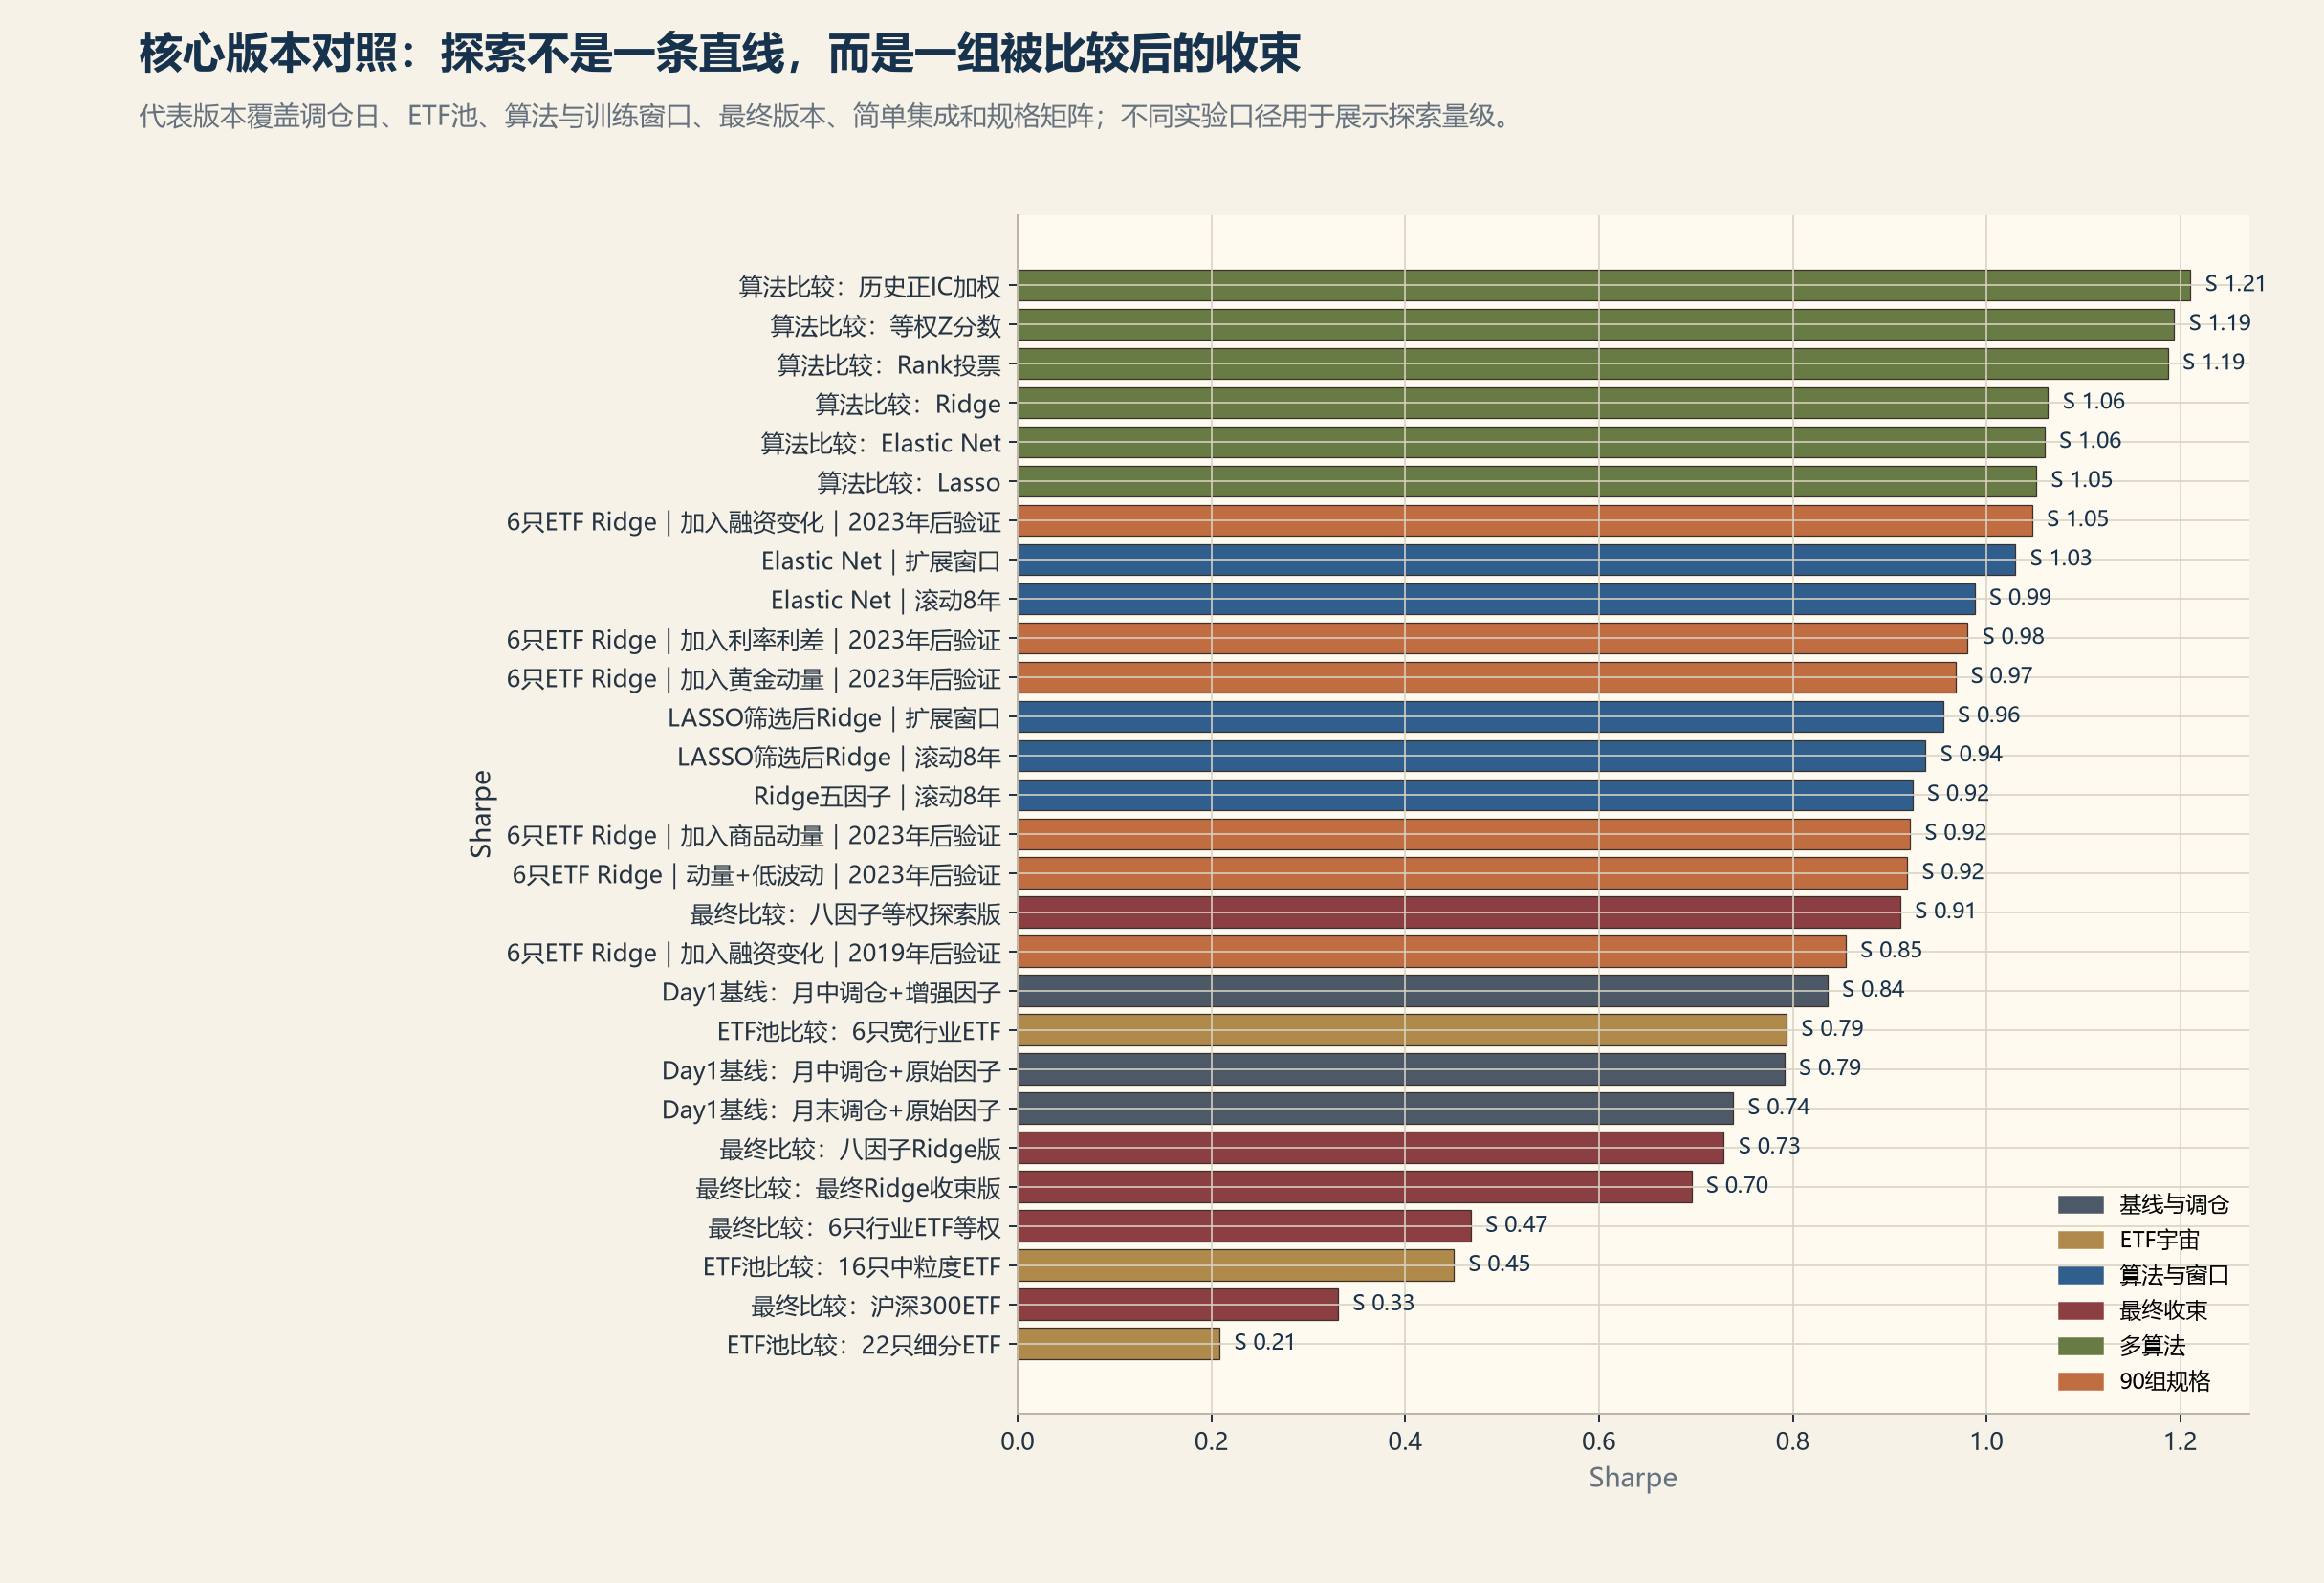 核心版本对照：探索不是一条直线，而是一组被比较后的收束
代表版本覆盖调仓日、ETF池、算法与训练窗口、最终版本、简单集成和规格矩阵；不同实验口径用于展示探索量级。
算法比较：历史正IC加权 S 1.21
算法比较：等权Z分数 S 1.19
算法比较：Rank投票 S 1.19
算法比较：Ridge S 1.06
算法比较：Elastic Net S 1.06
算法比较：Lasso S 1.05
6只ETF Ridge｜加入融资变化｜2023年后验证 S 1.05
Elastic Net｜扩展窗口 S 1.03
Elastic Net｜滚动8年 S 0.99
6只ETF Ridge｜加入利率利差｜2023年后验证 S 0.98
6只ETF Ridge｜加入黄金动量｜2023年后验证 S 0.97
LASSO筛选后Ridge｜扩展窗口 S 0.96
LASSO筛选后Ridge｜滚动8年 S 0.94
Ridge五因子｜滚动8年 S 0.92
6只ETF Ridge｜加入商品动量｜2023年后验证 S 0.92
6只ETF Ridge｜动量+低波动｜2023年后验证 S 0.92
最终比较：八因子等权探索版 S 0.91
6只ETF Ridge｜加入融资变化｜2019年后验证 S 0.85
Day1基线：月中调仓+增强因子 S 0.84
ETF池比较：6只宽行业ETF S 0.79
Day1基线：月中调仓+原始因子 S 0.79
Day1基线：月末调仓+原始因子 S 0.74
最终比较：八因子Ridge版 S 0.73
最终比较：最终Ridge收束版 S 0.70
最终比较：6只行业ETF等权 S 0.47
ETF池比较：16只中粒度ETF S 0.45
最终比较：沪深300ETF S 0.33
ETF池比较：22只细分ETF S 0.21
Sharpe
基线与调仓
ETF宇宙
算法与窗口
最终收束
多算法
90组规格
0.0 0.2 0.4 0.6 0.8 1.0 1.2
Sharpe